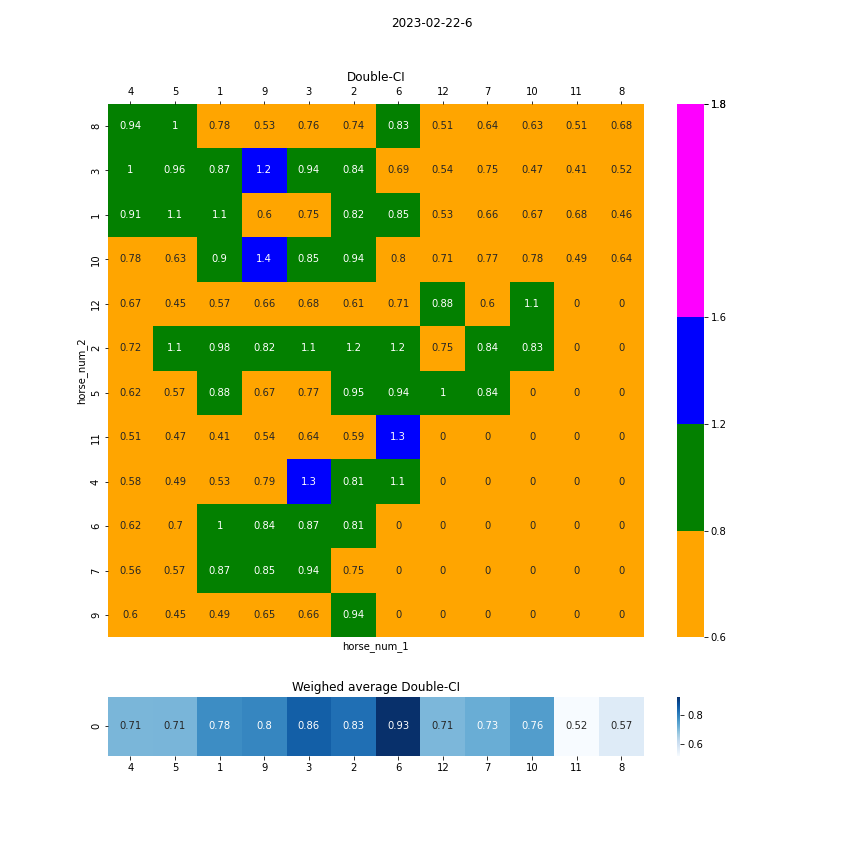 2023-02-22-6
Double-CI
4 5 1 9 3 2 6 12 7 10 11 8
8 0.94 1 0.78 0.53 0.76 0.74 0.83 0.51 0.64 0.63 0.51 0.68
3 1 0.96 0.87 1.2 0.94 0.84 0.69 0.54 0.75 0.47 0.41 0.52
1 0.91 1.1 1.1 0.6 0.75 0.82 0.85 0.53 0.66 0.67 0.68 0.46
10 0.78 0.63 0.9 1.4 0.85 0.94 0.8 0.71 0.77 0.78 0.49 0.64
12 0.67 0.45 0.57 0.66 0.68 0.61 0.71 0.88 0.6 1.1 0 0
2 0.72 1.1 0.98 0.82 1.1 1.2 1.2 0.75 0.84 0.83 0 0
5 0.62 0.57 0.88 0.67 0.77 0.95 0.94 1 0.84 0 0 0
11 0.51 0.47 0.41 0.54 0.64 0.59 1.3 0 0 0 0 0
4 0.58 0.49 0.53 0.79 1.3 0.81 1.1 0 0 0 0 0
6 0.62 0.7 1 0.84 0.87 0.81 0 0 0 0 0 0
7 0.56 0.57 0.87 0.85 0.94 0.75 0 0 0 0 0 0
9 0.6 0.45 0.49 0.65 0.66 0.94 0 0 0 0 0 0
horse_num_2
horse_num_1
1.8
1.6
1.2
0.8
0.6
Weighed average Double-CI
0 0.71 0.71 0.78 0.8 0.86 0.83 0.93 0.71 0.73 0.76 0.52 0.57
4 5 1 9 3 2 6 12 7 10 11 8
0.8
0.6